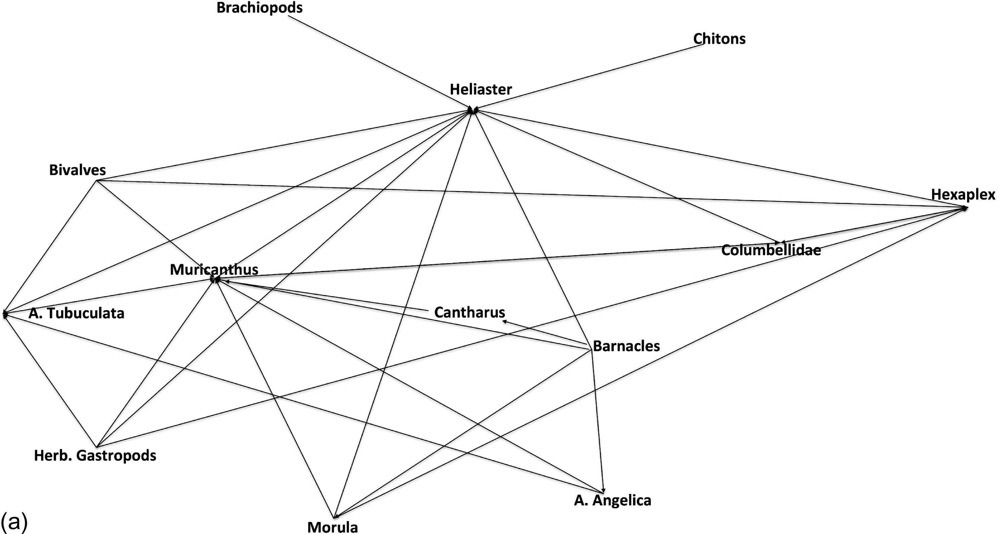 Brachiopods
Chitons
Heliaster
Bivalves
Hexaplex
Columbellidae
Muricanthus
A. Tubuculata
Cantharus
Barnacles
Herb. Gastropods
A. Angelica
Morula
(a)